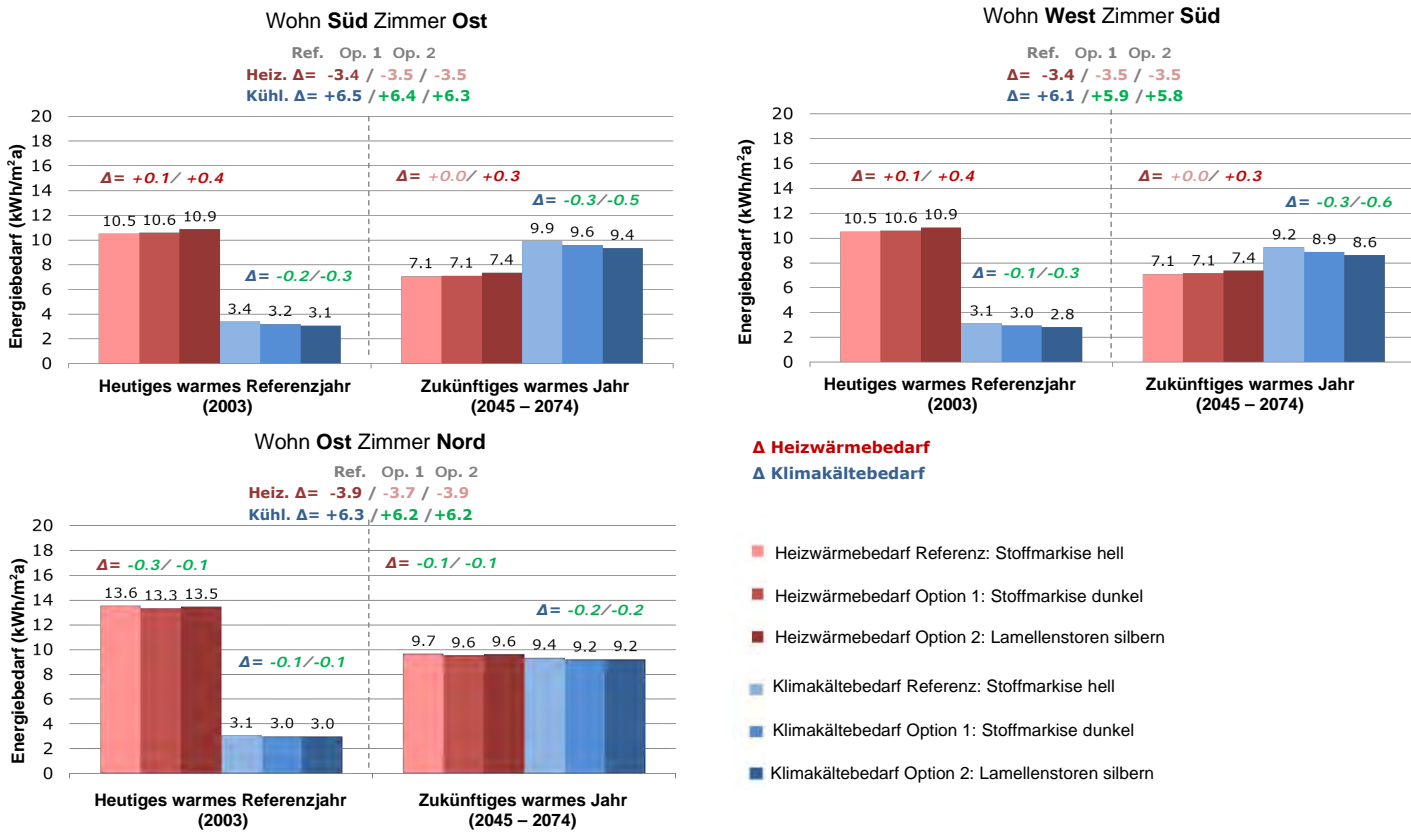 Wohn Süd Zimmer Ost
Ref. Op. 1 Op. 2
Heiz. Δ= -3.4 / -3.5 / -3.5
Kühl. Δ= +6.5 /+6.4 /+6.3
Energiebedarf (kWh/m²a)
20
18
16
14
12
10
8
6
4
2
0
Δ= +0.1/ +0.4
Δ= +0.0/ +0.3
Δ= -0.2/-0.3
Δ= -0.3/-0.5
10.5 10.6 10.9 3.4 3.2 3.1
7.1 7.1 7.4 9.9 9.6 9.4
Heutiges warmes Referenzjahr
(2003)
Zukünftiges warmes Jahr
(2045 – 2074)
Wohn West Zimmer Süd
Ref. Op. 1 Op. 2
Δ= -3.4 / -3.5 / -3.5
Δ= +6.1 /+5.9 /+5.8
Energiebedarf (kWh/m²a)
20
18
16
14
12
10
8
6
4
2
0
Δ= +0.1/ +0.4
Δ= +0.0/ +0.3
Δ= -0.1/-0.3
Δ= -0.3/-0.6
10.5 10.6 10.9 3.1 3.0 2.8
7.1 7.1 7.4 9.2 8.9 8.6
Heutiges warmes Referenzjahr
(2003)
Zukünftiges warmes Jahr
(2045 – 2074)
Wohn Ost Zimmer Nord
Ref. Op. 1 Op. 2
Heiz. Δ= -3.9 / -3.7 / -3.9
Kühl. Δ= +6.3 /+6.2 /+6.2
Energiebedarf (kWh/m²a)
20
18
16
14
12
10
8
6
4
2
0
Δ= -0.3/ -0.1
Δ= -0.1/ -0.1
Δ= -0.1/-0.1
Δ= -0.2/-0.2
13.6 13.3 13.5 3.1 3.0 3.0
9.7 9.6 9.6 9.4 9.2 9.2
Heutiges warmes Referenzjahr
(2003)
Zukünftiges warmes Jahr
(2045 – 2074)
Δ Heizwärmebedarf
Δ Klimakältebedarf
Heizwärmebedarf Referenz: Stoffmarkise hell
Heizwärmebedarf Option 1: Stoffmarkise dunkel
Heizwärmebedarf Option 2: Lamellenstoren silbern
Klimakältebedarf Referenz: Stoffmarkise hell
Klimakältebedarf Option 1: Stoffmarkise dunkel
Klimakältebedarf Option 2: Lamellenstoren silbern